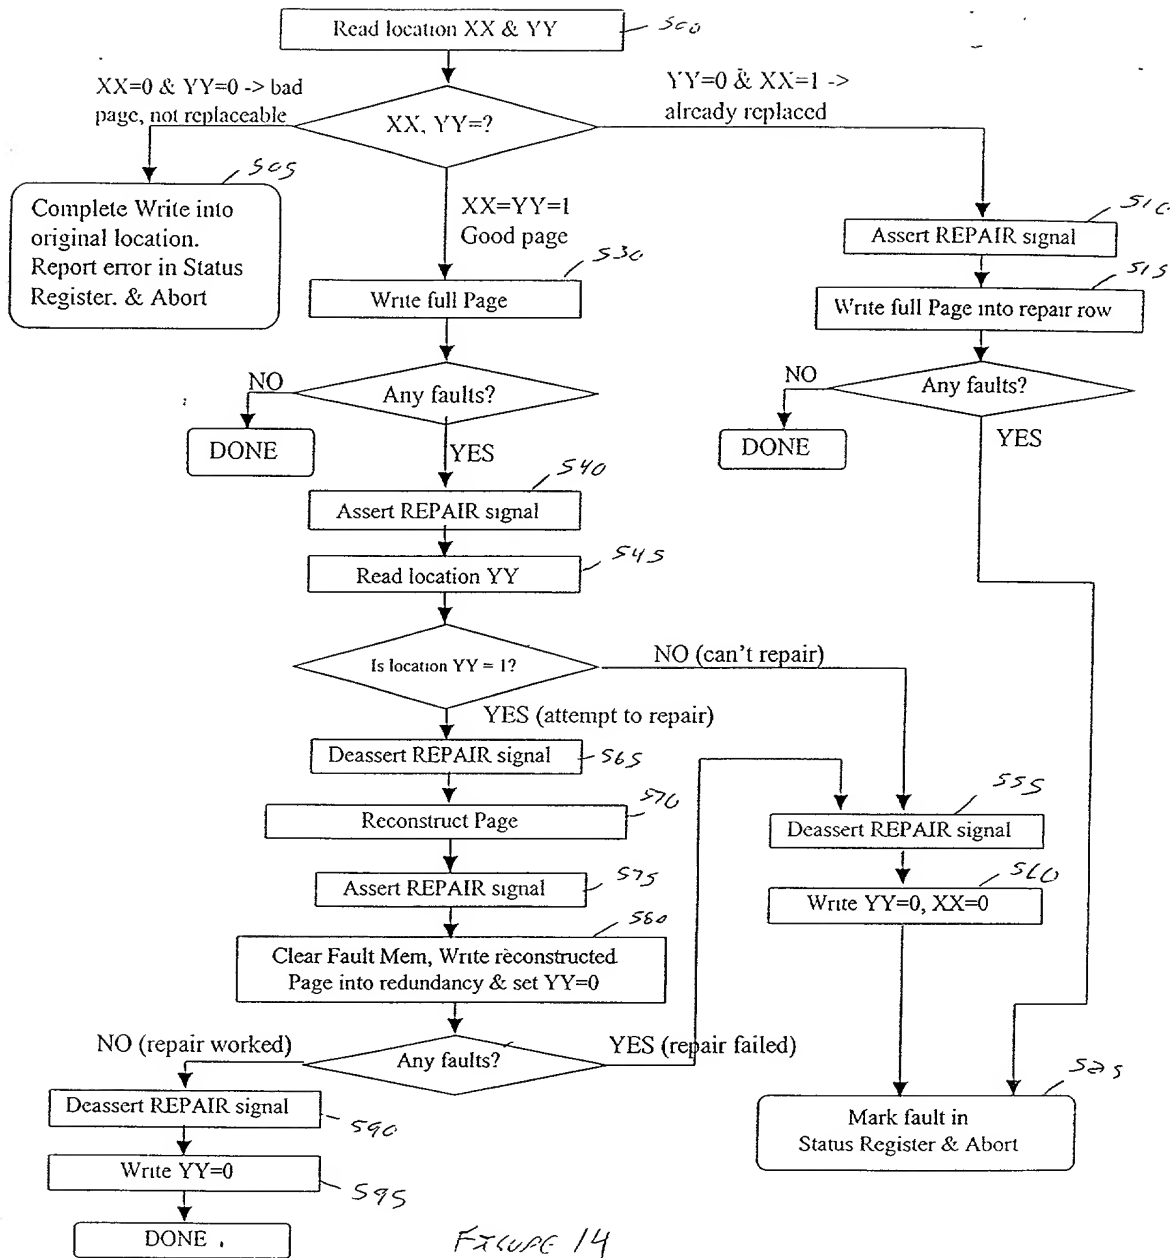 Read location XX & YY
500
XX=0 & YY=0 -> bad
page, not replaceable
YY=0 & XX=1 ->
already replaced
XX, YY=?
505
Complete Write into
original location.
Report error in Status
Register. & Abort
XX=YY=1
Good page
510
Assert REPAIR signal
515
Write full Page into repair row
530
Write full Page
NO
Any faults?
YES
DONE
NO
Any faults?
YES
DONE
540
Assert REPAIR signal
545
Read location YY
Is location YY = 1?
NO (can't repair)
YES (attempt to repair)
Deassert REPAIR signal
565
570
Reconstruct Page
555
Deassert REPAIR signal
575
Assert REPAIR signal
560
Write YY=0, XX=0
580
Clear Fault Mem, Write reconstructed
Page into redundancy & set YY=0
NO (repair worked)
Any faults?
YES (repair failed)
525
Mark fault in
Status Register & Abort
Deassert REPAIR signal
590
Write YY=0
595
DONE
FIGURE 14